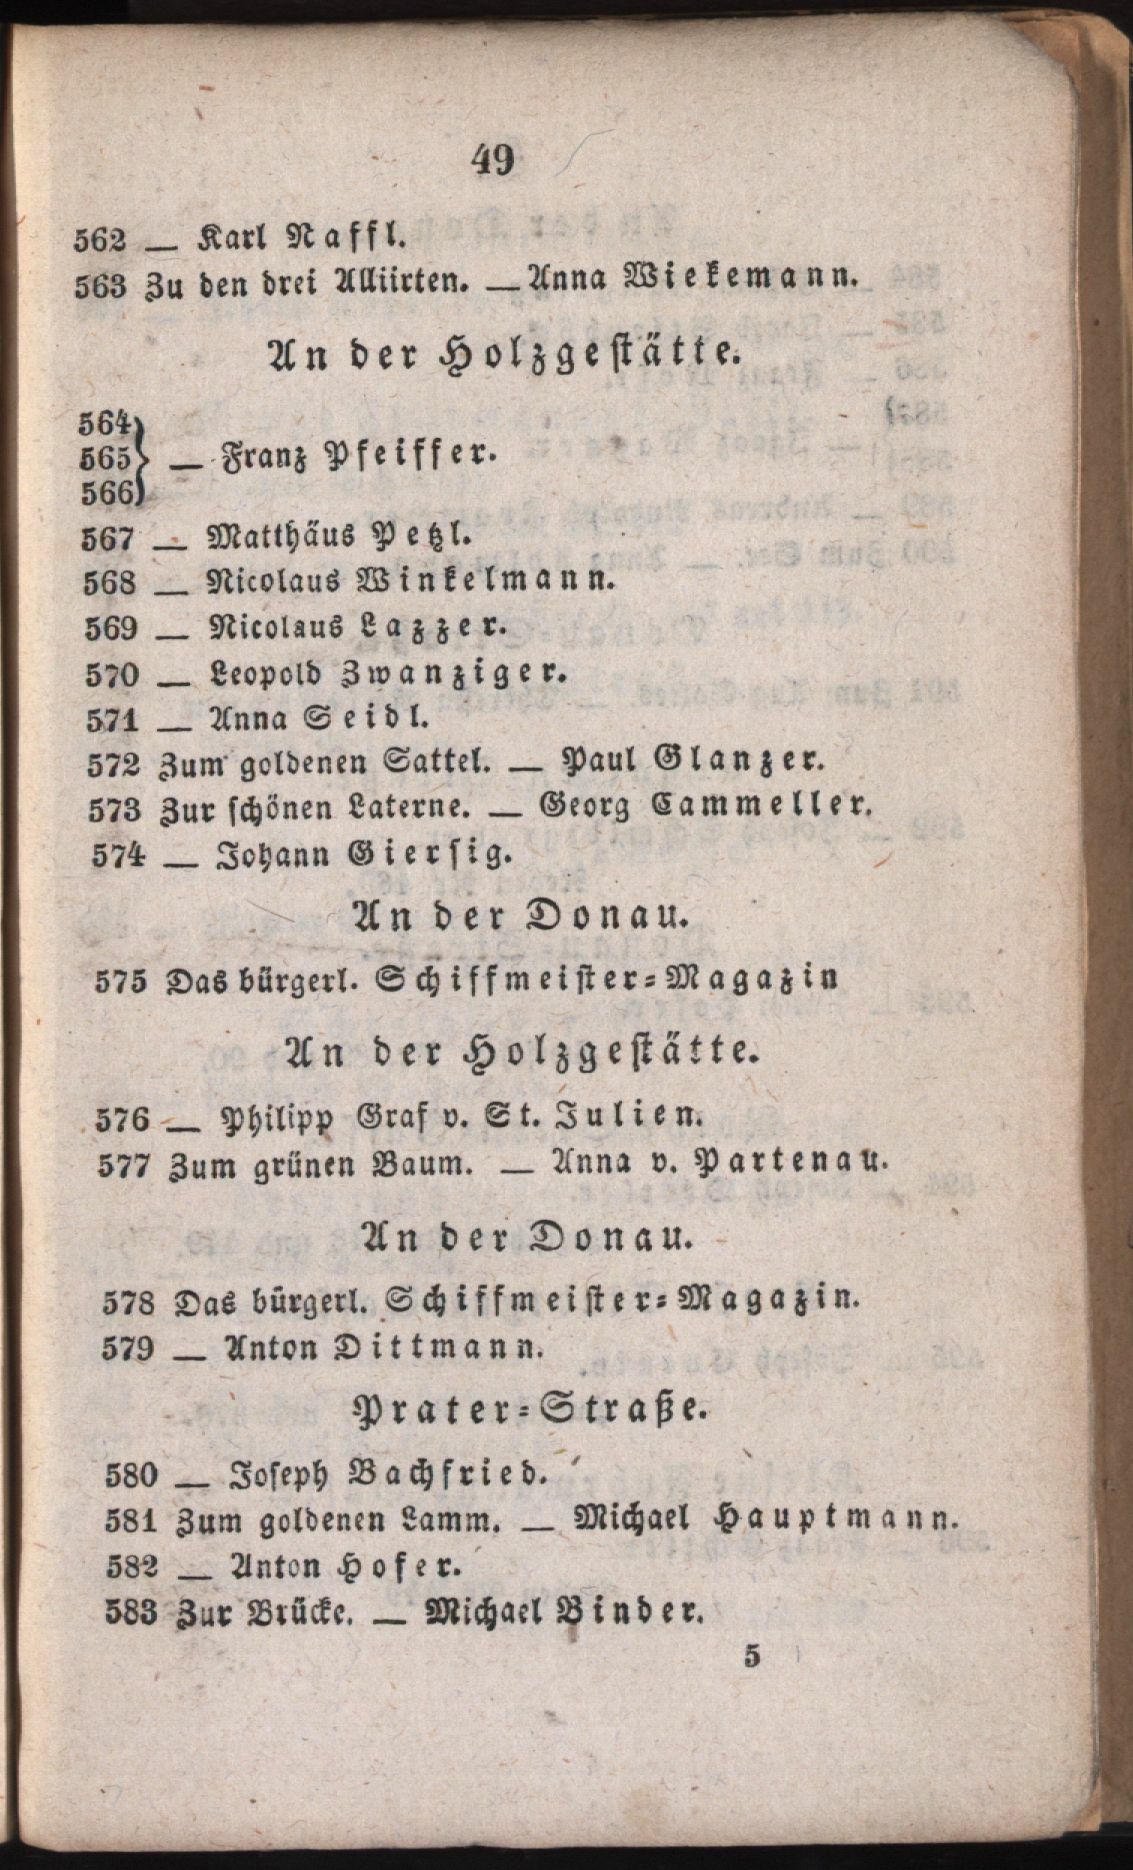 49
562 — Karl Naffl.
563 Zu den drei Alliirten. — Anna Wiekemann.
An der Holzgestätte.
564
565} — Franz Pfeiffer.
566
567 — Matthäus Petzl.
568 — Nicolaus Winkelmann.
569 — Nicolaus Lazzer.
570 — Leopold Zwanziger.
571 — Anna Seidl.
572 Zum goldenen Sattel. — Paul Glanzer.
573 Zur schönen Laterne. — Georg Cammeller.
574 — Johann Giersig.
An der Donau.
575 Das bürgerl. Schiffmeister-Magazin
An der Holzgestätte.
576 — Philipp Graf v. St. Julien.
577 Zum grünen Baum. — Anna v. Partenau.
An der Donau.
578 Das bürgerl. Schiffmeister-Magazin.
579 — Anton Dittmann.
Prater-Straße.
580 — Joseph Bachfried.
581 Zum goldenen Lamm. — Michael Hauptmann.
582 — Anton Hofer.
583 Zur Brücke. — Michael Binder.
5